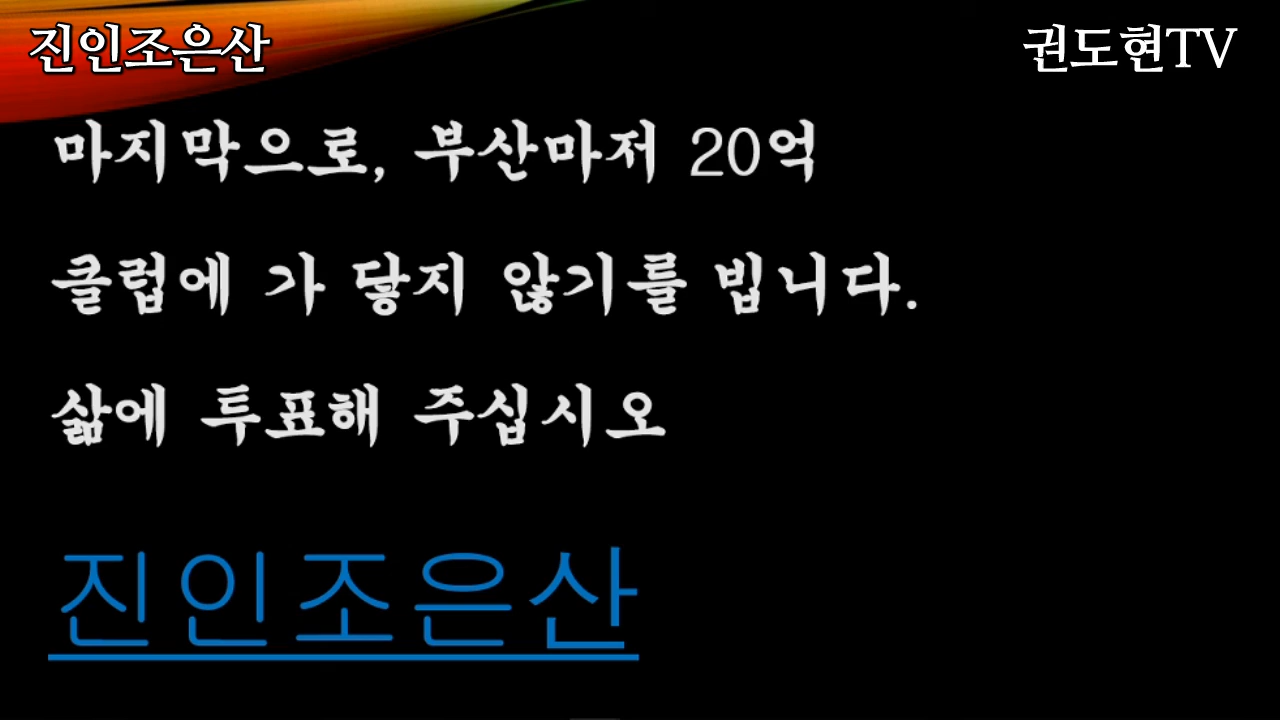 진인조은산
권도현TV
마지막으로, 부산마저 20억
클럽에 가 닿지 않기를 빕니다.
삶에 투표해 주십시오
진인조은산